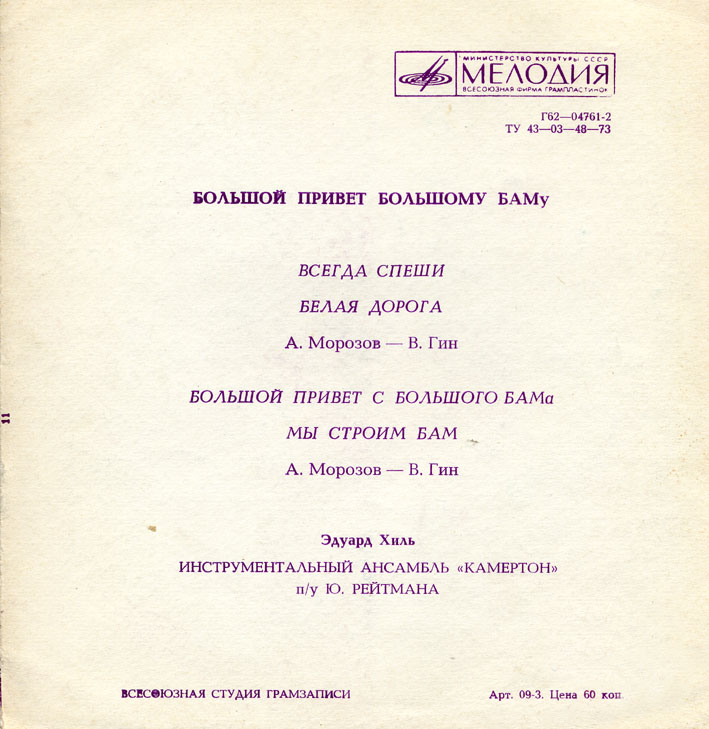 МИНИСТЕРСТВО КУЛЬТУРЫ СССР
МЕЛОДИЯ
ВСЕСОЮЗНАЯ ФИРМА ГРАМПЛАСТИНОК
Г62—04761-2
ТУ 43—03—48—73
БОЛЬШОЙ ПРИВЕТ БОЛЬШОМУ БАМу
ВСЕГДА СПЕШИ
БЕЛАЯ ДОРОГА
А. Морозов — В. Гин
БОЛЬШОЙ ПРИВЕТ С БОЛЬШОГО БАМа
МЫ СТРОИМ БАМ
А. Морозов — В. Гин
11
Эдуард Хиль
ИНСТРУМЕНТАЛЬНЫЙ АНСАМБЛЬ «КАМЕРТОН»
п/у Ю. РЕЙТМАНА
ВСЕСОЮЗНАЯ СТУДИЯ ГРАМЗАПИСИ
Арт. 09-3. Цена 60 коп.